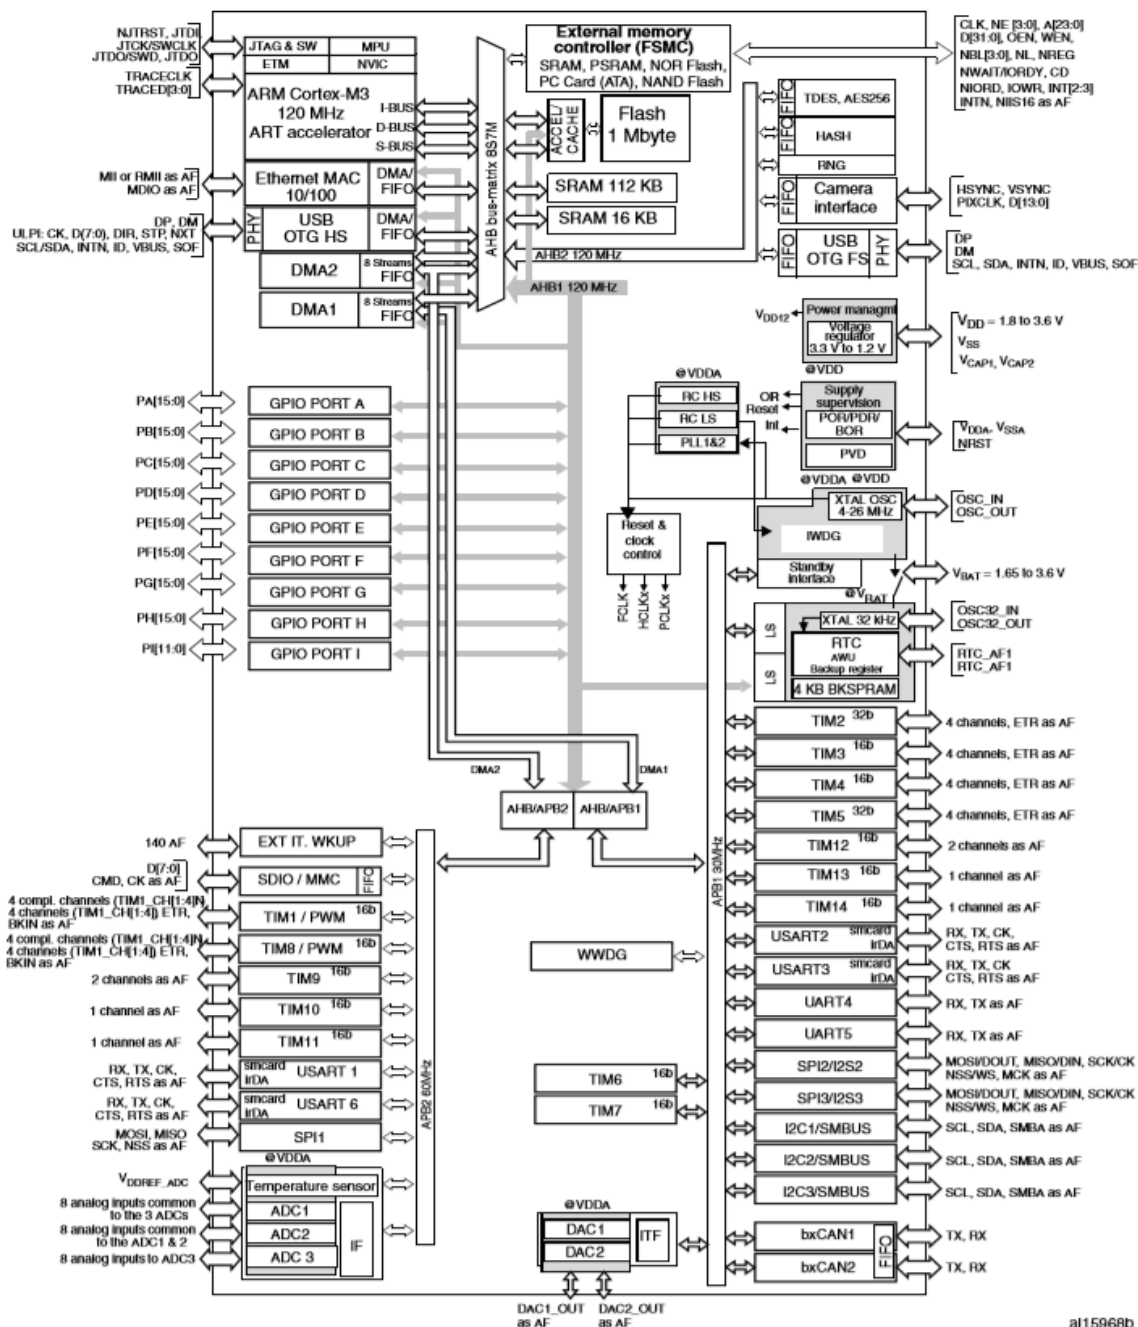 NJTRST, JTDI,
JTCK/SWCLK
JTDO/SWD, JTDO
TRACECLK
TRACED[3:0]
JTAG & SW
MPU
ETM
NVIC
ARM Cortex-M3
120 MHz
ART accelerator
I-BUS
D-BUS
S-BUS
MII or RMII as AF
MDIO as AF
Ethernet MAC
10/100
DMA/
FIFO
DP, DM
ULPI: CK, D(7:0), DIR, STP, NXT
SCL/SDA, INTN, ID, VBUS, SOF
PHY
USB
OTG HS
DMA/
FIFO
DMA2
8 Streams
FIFO
DMA1
8 Streams
FIFO
AHB bus-matrix 8S7M
External memory
controller (FSMC)
SRAM, PSRAM, NOR Flash,
PC Card (ATA), NAND Flash
CLK, NE [3:0], A[23:0]
D[31:0], OEN, WEN,
NBL[3:0], NL, NREG
NWAIT/IORDY, CD
NIORD, IOWR, INT[2:3]
INTN, NIIS16 as AF
ACCEL/
CACHE
Flash
1 Mbyte
SRAM 112 KB
SRAM 16 KB
AHB2 120 MHz
AHB1 120 MHz
FIFO
TDES, AES256
FIFO
HASH
RNG
FIFO
Camera
interface
HSYNC, VSYNC
PIXCLK, D[13:0]
FIFO
USB
OTG FS
PHY
DP
DM
SCL, SDA, INTN, ID, VBUS, SOF
VDD12
Power managmt
Voltage
regulator
3.3 V to 1.2 V
@VDD
VDD = 1.8 to 3.6 V
VSS
VCAP1, VCAP2
@VDDA
RC HS
RC LS
PLL1&2
OR
Reset
Int
Supply
supervision
POR/PDR/
BOR
PVD
VDDA, VSSA
NRST
@VDDA
@VDD
XTAL OSC
4-26 MHz
IWDG
OSC_IN
OSC_OUT
Reset &
clock
control
FCLK
HCLKx
PCLKx
Standby
interface
VBAT = 1.65 to 3.6 V
@VBAT
LS
LS
XTAL 32 kHz
RTC
AWU
Backup register
4 KB BKSPRAM
OSC32_IN
OSC32_OUT
RTC_AF1
RTC_AF1
PA[15:0]
GPIO PORT A
PB[15:0]
GPIO PORT B
PC[15:0]
GPIO PORT C
PD[15:0]
GPIO PORT D
PE[15:0]
GPIO PORT E
PF[15:0]
GPIO PORT F
PG[15:0]
GPIO PORT G
PH[15:0]
GPIO PORT H
PI[11:0]
GPIO PORT I
DMA2
DMA1
AHB/APB2
AHB/APB1
140 AF
EXT IT. WKUP
D[7:0]
CMD, CK as AF
SDIO / MMC
FIFO
4 compl. channels (TIM1_CH[1:4]N
4 channels (TIM1_CH[1:4]) ETR,
BKIN as AF
TIM1 / PWM
16b
4 compl. channels (TIM1_CH[1:4]N
4 channels (TIM1_CH[1:4]) ETR,
BKIN as AF
TIM8 / PWM
16b
2 channels as AF
TIM9
16b
1 channel as AF
TIM10
16b
1 channel as AF
TIM11
16b
RX, TX, CK,
CTS, RTS as AF
smcard
irDA
USART 1
RX, TX, CK,
CTS, RTS as AF
smcard
irDA
USART 6
MOSI, MISO
SCK, NSS as AF
SPI1
@VDDA
VDDREF_ADC
Temperature sensor
8 analog inputs common
to the 3 ADCs
ADC1
8 analog inputs common
to the ADC1 & 2
ADC2
8 analog inputs to ADC3
ADC 3
IF
APB2 60MHz
APB1 30MHz
WWDG
TIM6
16b
TIM7
16b
@VDDA
DAC1
DAC2
ITF
DAC1_OUT
as AF
DAC2_OUT
as AF
TIM2
32b
4 channels, ETR as AF
TIM3
16b
4 channels, ETR as AF
TIM4
16b
4 channels, ETR as AF
TIM5
32b
4 channels, ETR as AF
TIM12
16b
2 channels as AF
TIM13
16b
1 channel as AF
TIM14
16b
1 channel as AF
USART2
smcard
irDA
RX, TX, CK,
CTS, RTS as AF
USART3
smcard
irDA
RX, TX, CK
CTS, RTS as AF
UART4
RX, TX as AF
UART5
RX, TX as AF
SPI2/I2S2
MOSI/DOUT, MISO/DIN, SCK/CK
NSS/WS, MCK as AF
SPI3/I2S3
MOSI/DOUT, MISO/DIN, SCK/CK
NSS/WS, MCK as AF
I2C1/SMBUS
SCL, SDA, SMBA as AF
I2C2/SMBUS
SCL, SDA, SMBA as AF
I2C3/SMBUS
SCL, SDA, SMBA as AF
bxCAN1
TX, RX
bxCAN2
TX, RX
FIFO
ai15968b